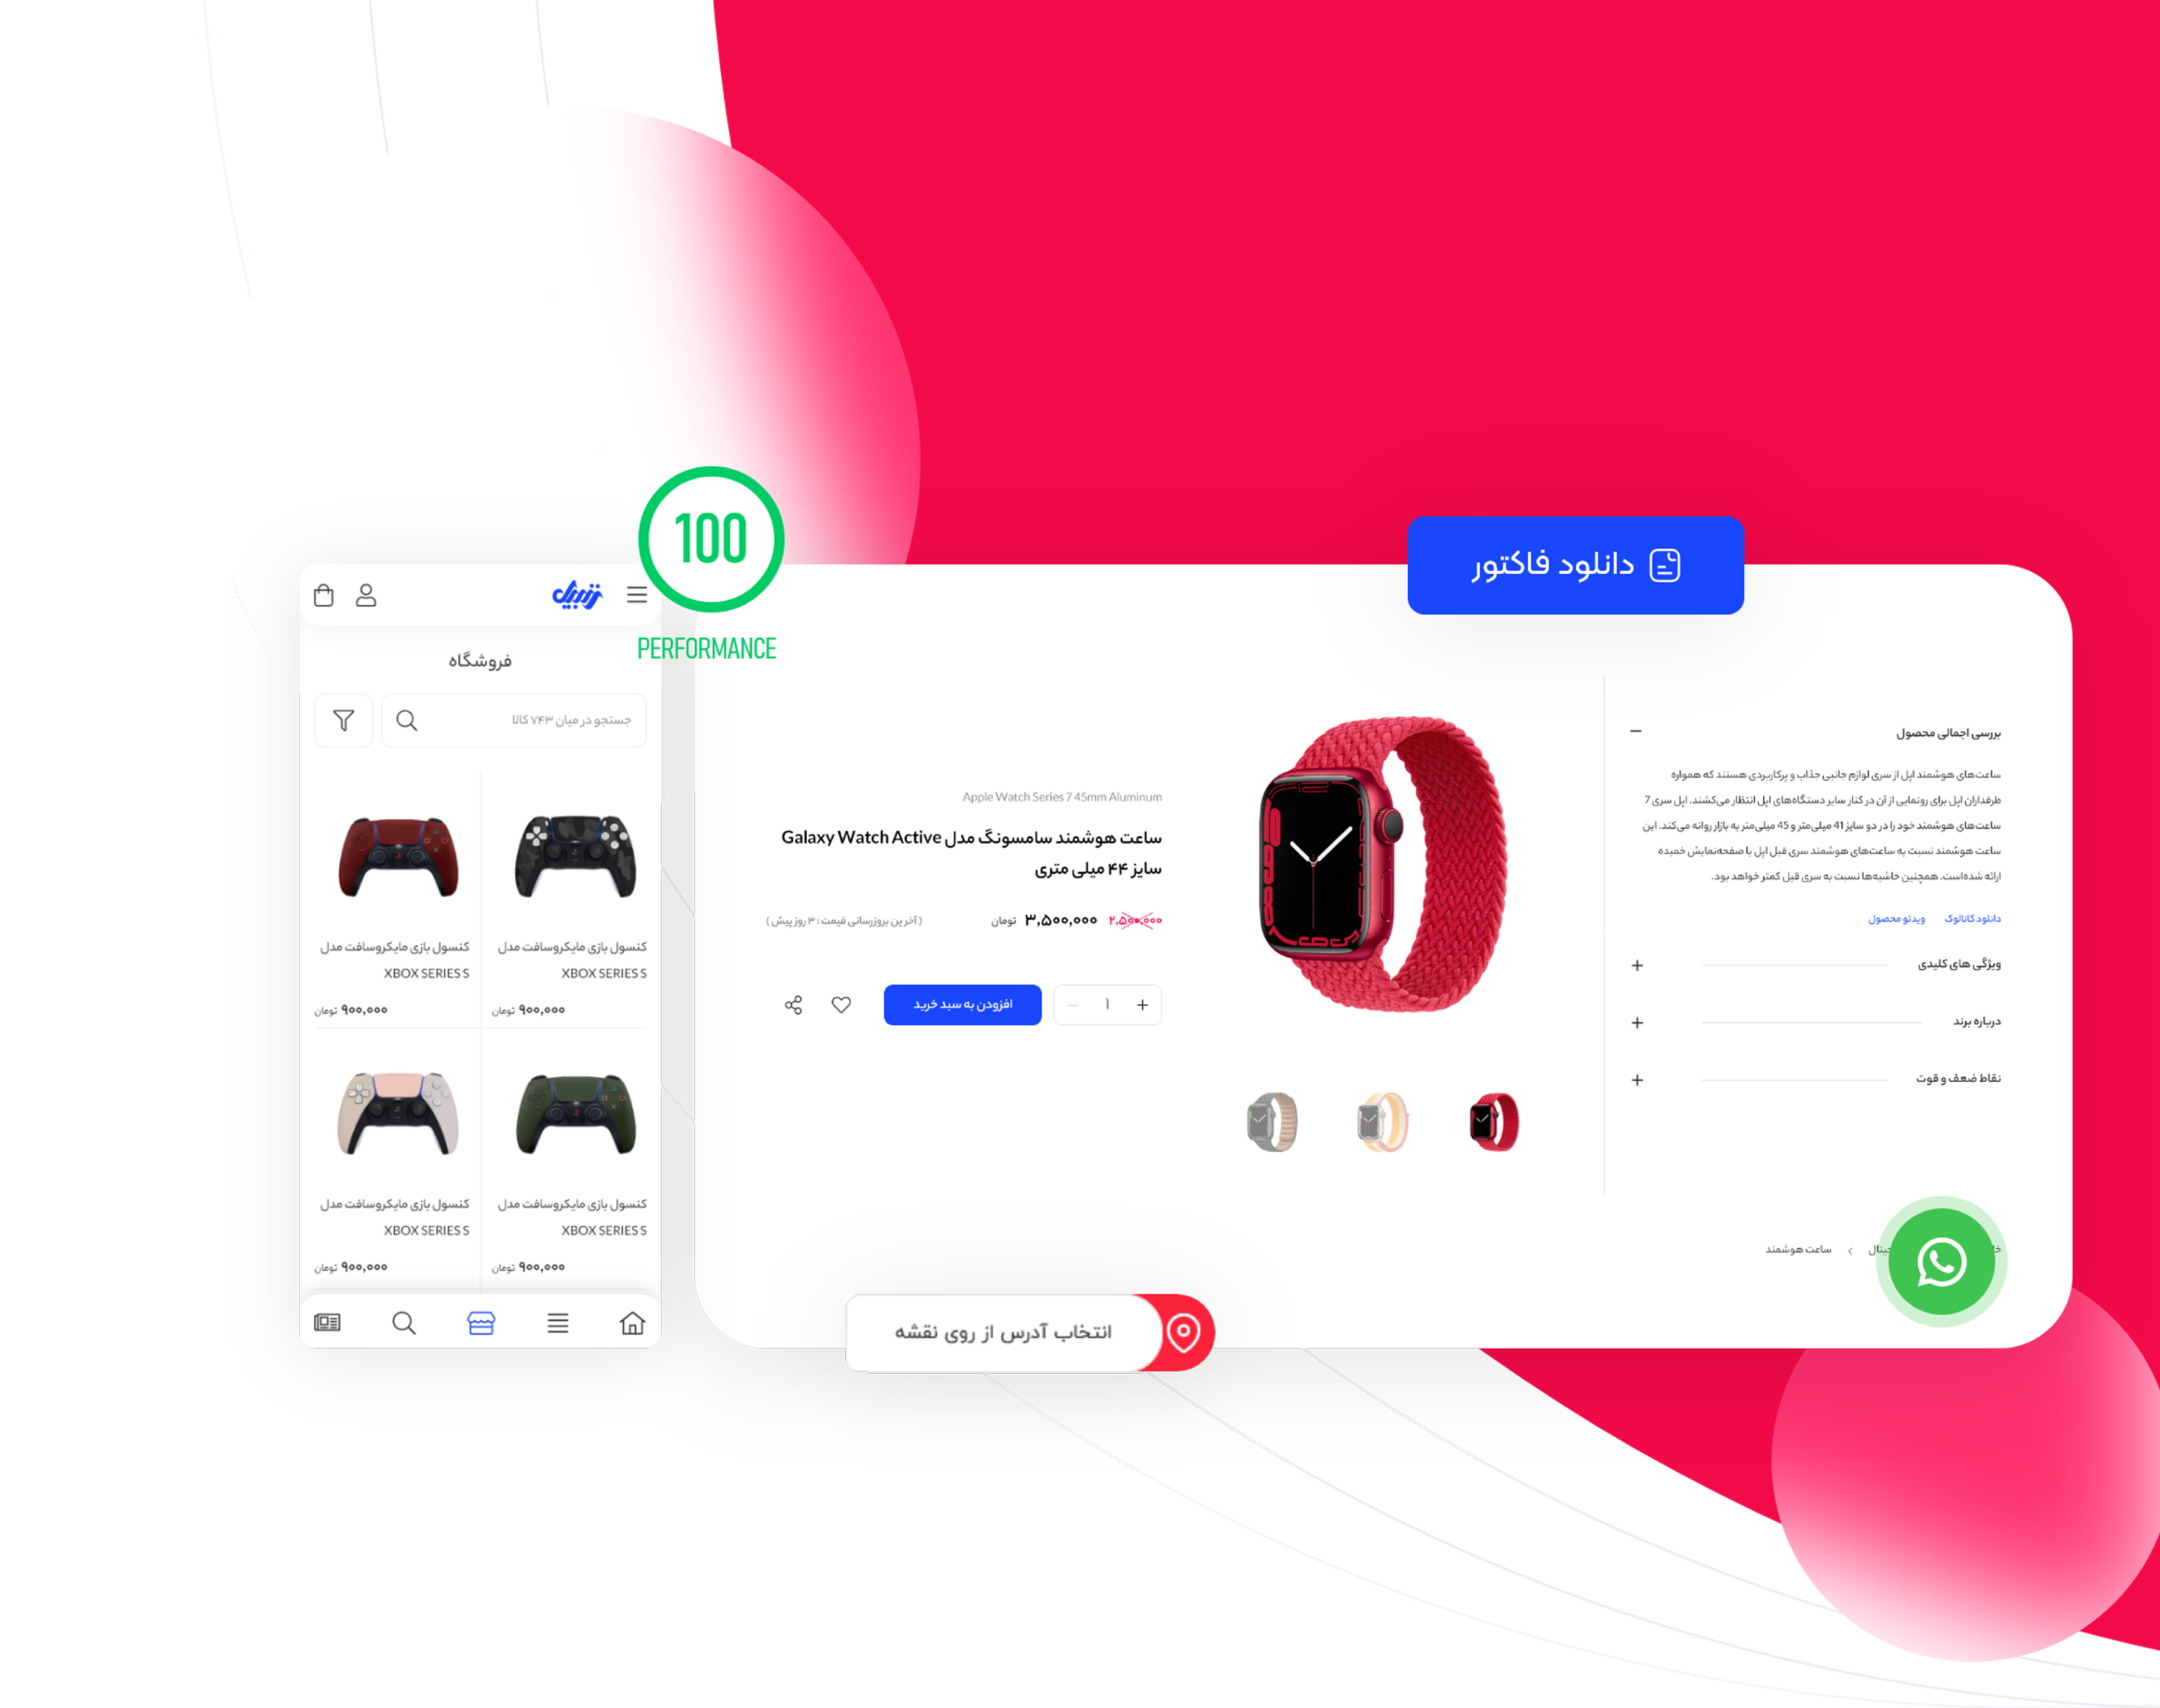 دانلود فاکتور
100
PERFORMANCE
زنبیل
فروشگاه
جستجو در میان ۷۴۳ کالا
کنسول بازی مایکروسافت مدل
XBOX SERIES S
۹۰۰,۰۰۰ تومان
کنسول بازی مایکروسافت مدل
XBOX SERIES S
۹۰۰,۰۰۰ تومان
کنسول بازی مایکروسافت مدل
XBOX SERIES S
۹۰۰,۰۰۰ تومان
کنسول بازی مایکروسافت مدل
XBOX SERIES S
۹۰۰,۰۰۰ تومان
بررسی اجمالی محصول
ساعت‌های هوشمند اپل از سری لوازم جانبی جذاب و پرکاربردی هستند که همواره
طرفداران اپل برای رونمایی از آن در کنار سایر دستگاه‌های اپل انتظار می‌کشند. اپل سری 7
ساعت‌های هوشمند خود را در دو سایز 41 میلی‌متر و 45 میلی‌متر به بازار روانه می‌کند. این
ساعت هوشمند نسبت به ساعت‌های هوشمند سری قبل اپل با صفحه‌نمایش خمیده
ارائه شده‌است. همچنین حاشیه‌ها نسبت به سری قبل کمتر خواهد بود.
دانلود کاتالوگ
ویدئو محصول
ویژگی های کلیدی
درباره برند
نقاط ضعف و قوت
Apple Watch Series 7 45mm Aluminum
ساعت هوشمند سامسونگ مدل Galaxy Watch Active
سایز ۴۴ میلی متری
۲,۵۰۰,۰۰۰ ۳,۵۰۰,۰۰۰ تومان
( آخرین بروزرسانی قیمت : ۳ روز پیش )
۱
افزودن به سبد خرید
ساعت هوشمند
انتخاب آدرس از روی نقشه